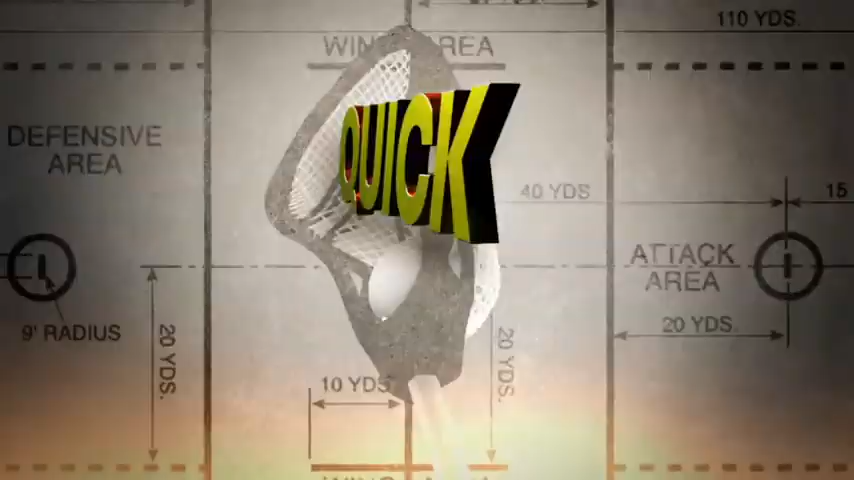 110 YDS.
WING AREA
DEFENSIVE
AREA
QUICK
40 YDS
15
ATTACK
AREA
9' RADIUS
20 YDS.
20 YDS.
20 YDS.
10 YDS